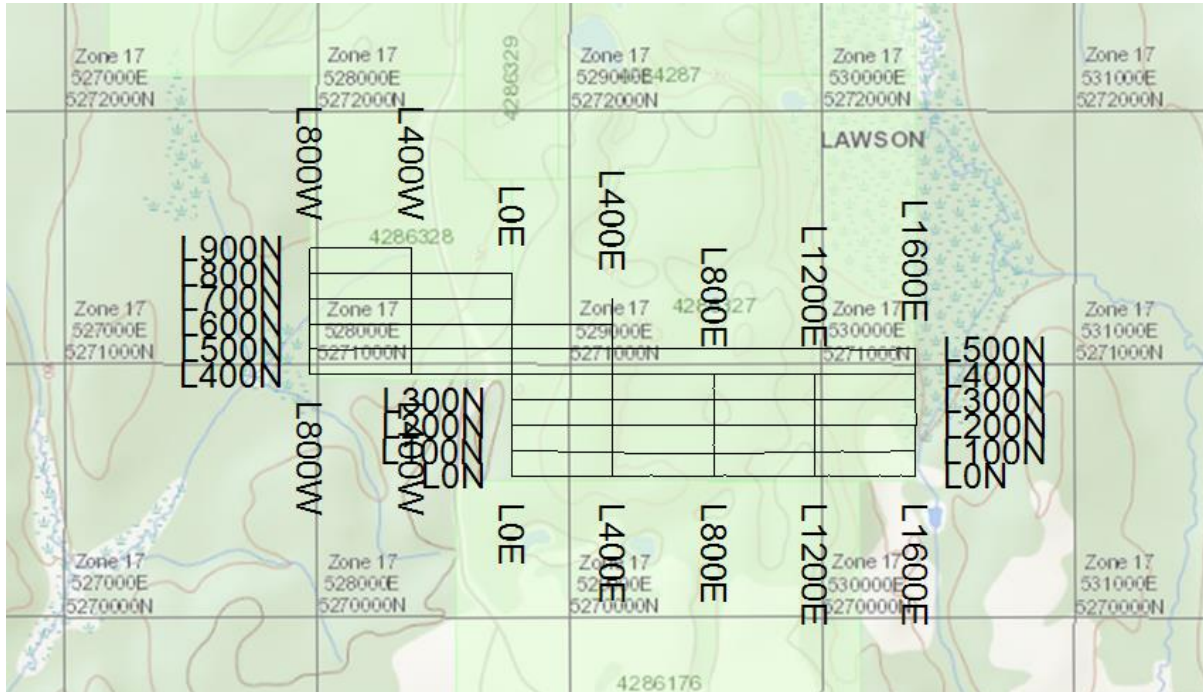 Zone 17
527000E
5272000N
Zone 17
528000E
5272000N
4286329
Zone 17
529000E
5272000N
4284287
Zone 17
530000E
5272000N
Zone 17
531000E
5272000N
LAWSON
L800W
L400W
L0E
L400E
L800E
L1200E
L1600E
4286328
L900N
L800N
L700N
L600N
L500N
L400N
Zone 17
527000E
5271000N
Zone 17
528000E
5271000N
Zone 17
529000E
5271000N
4286327
Zone 17
530000E
5271000N
Zone 17
531000E
5271000N
L300N
L200N
L100N
L0N
L500N
L400N
L300N
L200N
L100N
L0N
L800W
L400W
L0E
L400E
L800E
L1200E
L1600E
Zone 17
527000E
5270000N
Zone 17
528000E
5270000N
Zone 17
529000E
5270000N
Zone 17
530000E
5270000N
Zone 17
531000E
5270000N
4286176